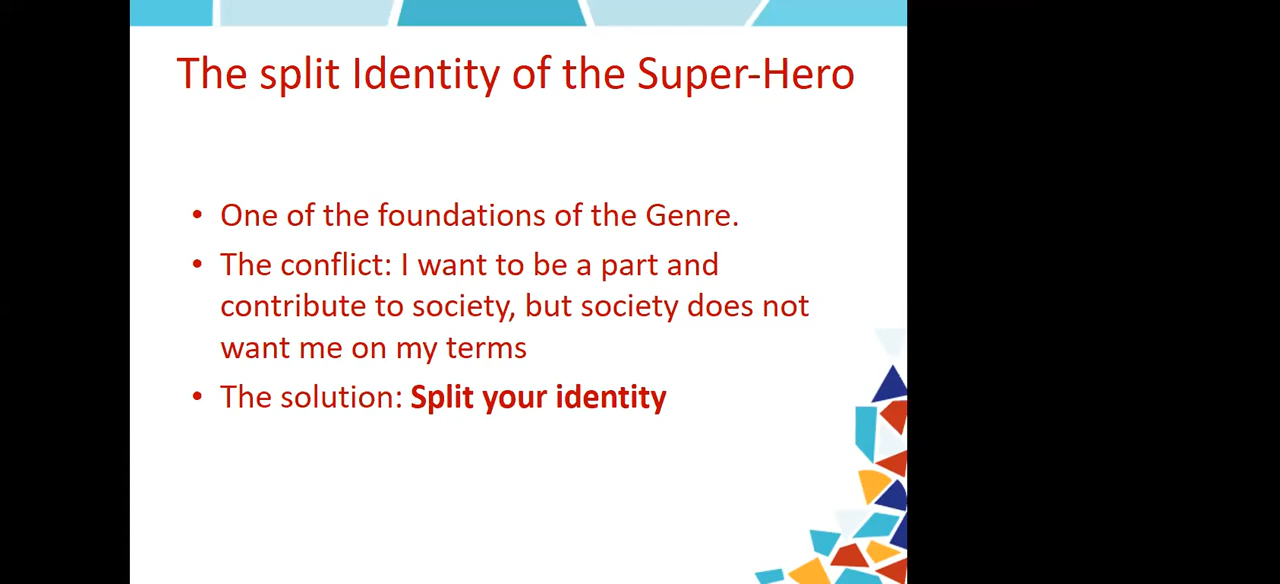 The split Identity of the Super-Hero
• One of the foundations of the Genre.
• The conflict: I want to be a part and
contribute to society, but society does not
want me on my terms
• The solution: Split your identity